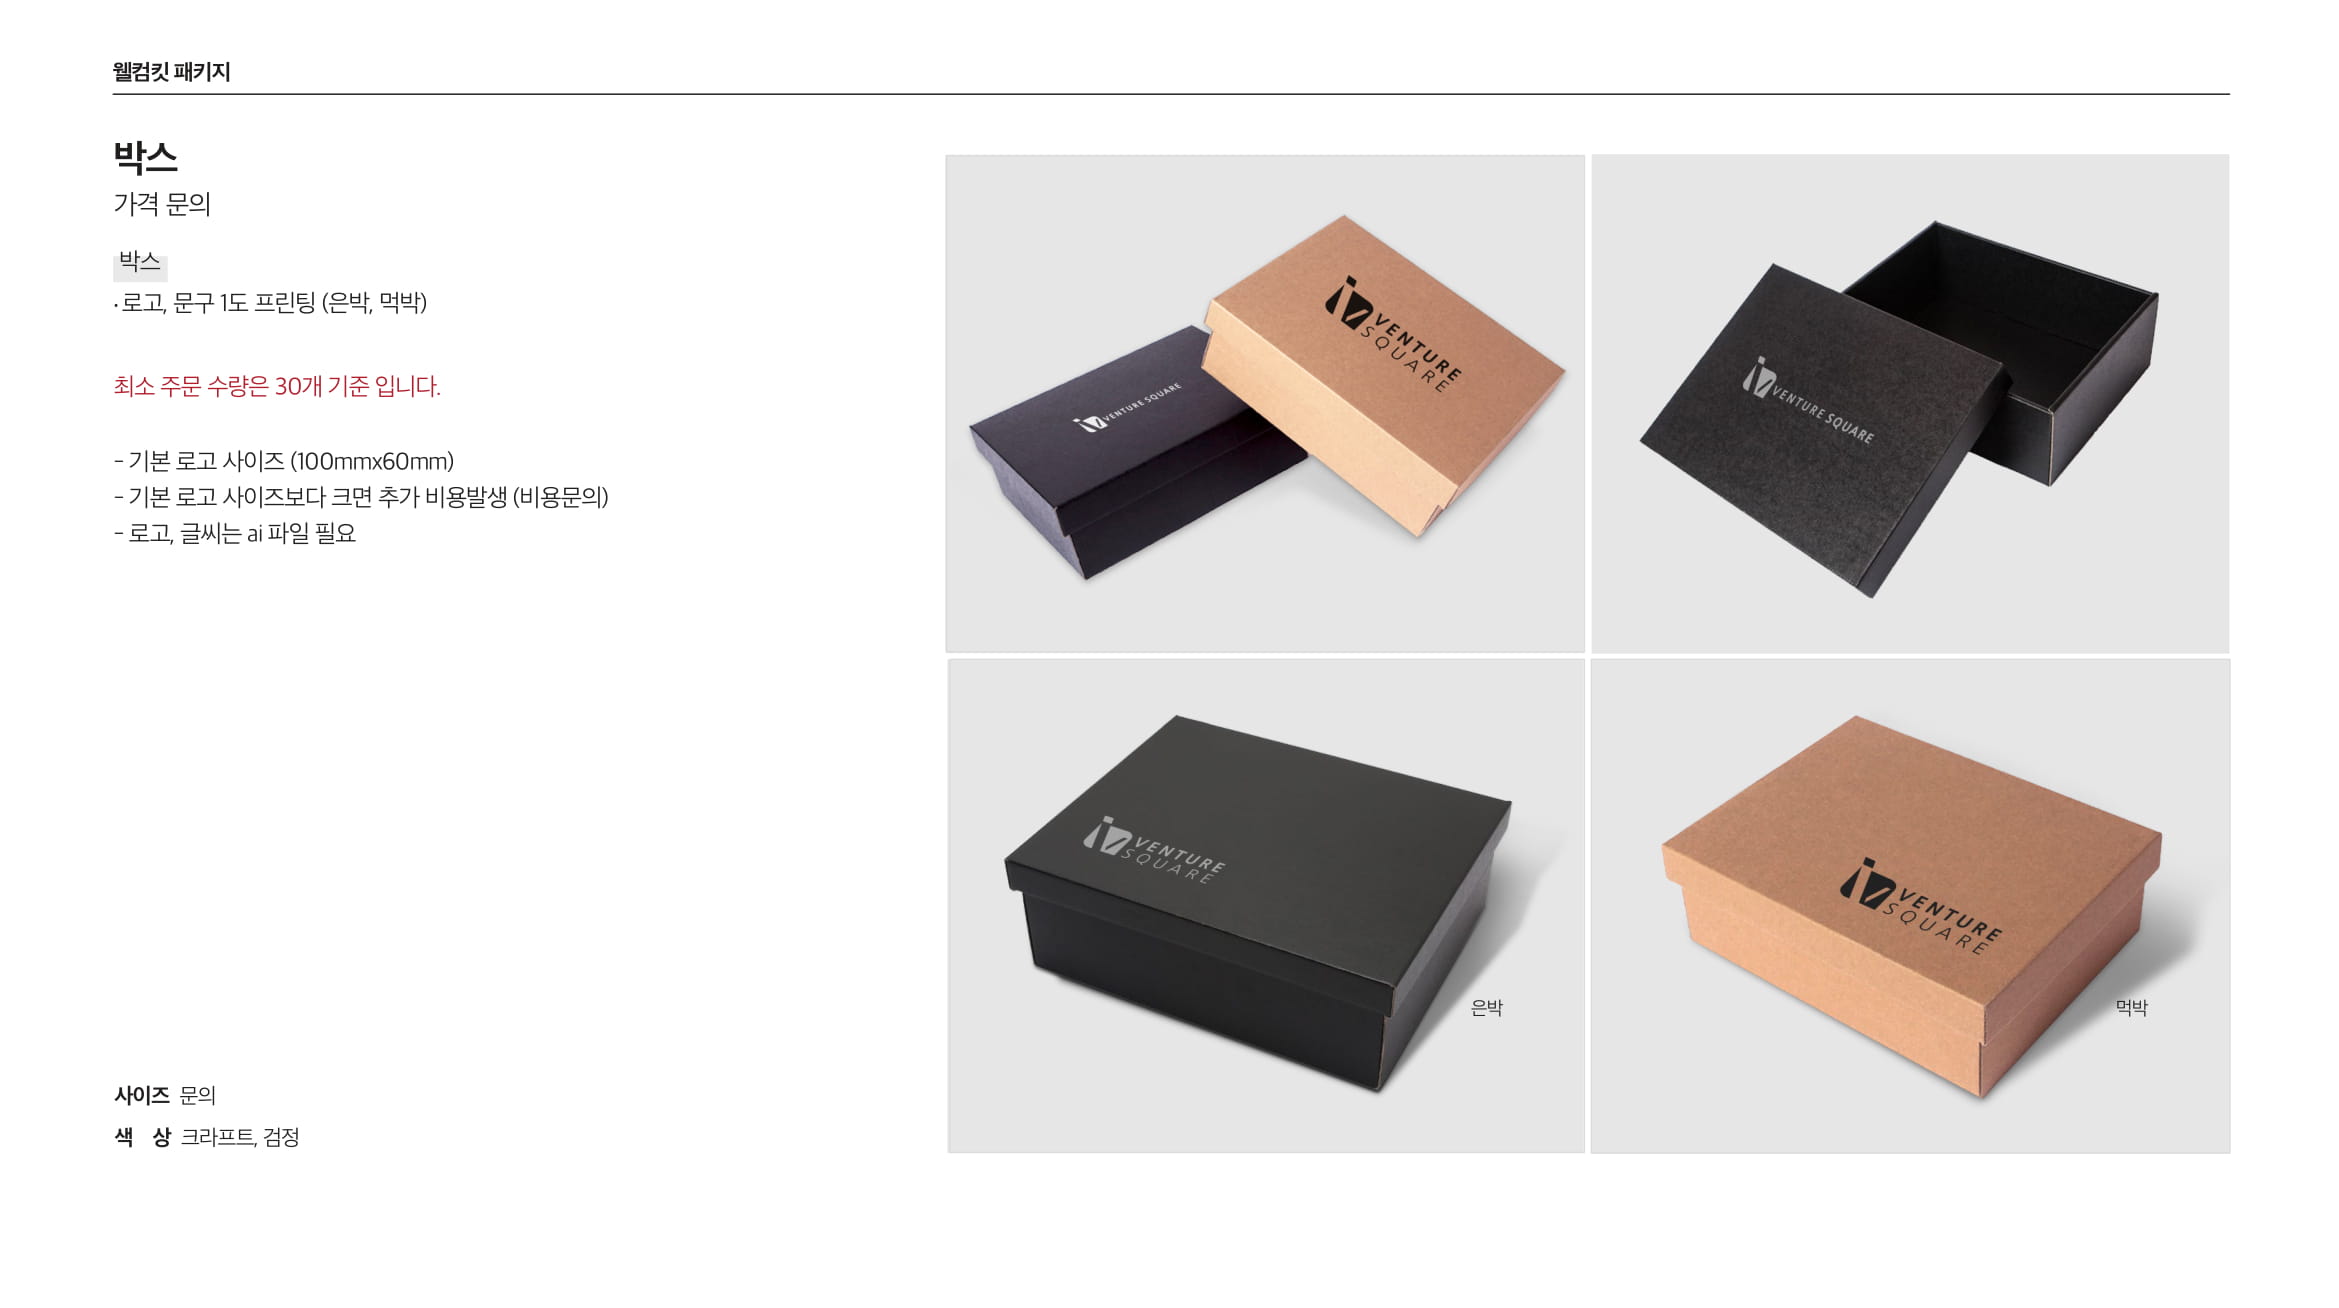 웰컴킷 패키지
박스
가격 문의
박스
· 로고, 문구 1도 프린팅 (은박, 먹박)
최소 주문 수량은 30개 기준 입니다.
- 기본 로고 사이즈 (100mmx60mm)
- 기본 로고 사이즈보다 크면 추가 비용발생 (비용문의)
- 로고, 글씨는 ai 파일 필요
사이즈 문의
색 상 크라프트, 검정
VENTURE SQUARE
VENTURE
SQUARE
VENTURE SQUARE
VENTURE
SQUARE
은박
VENTURE
SQUARE
먹박